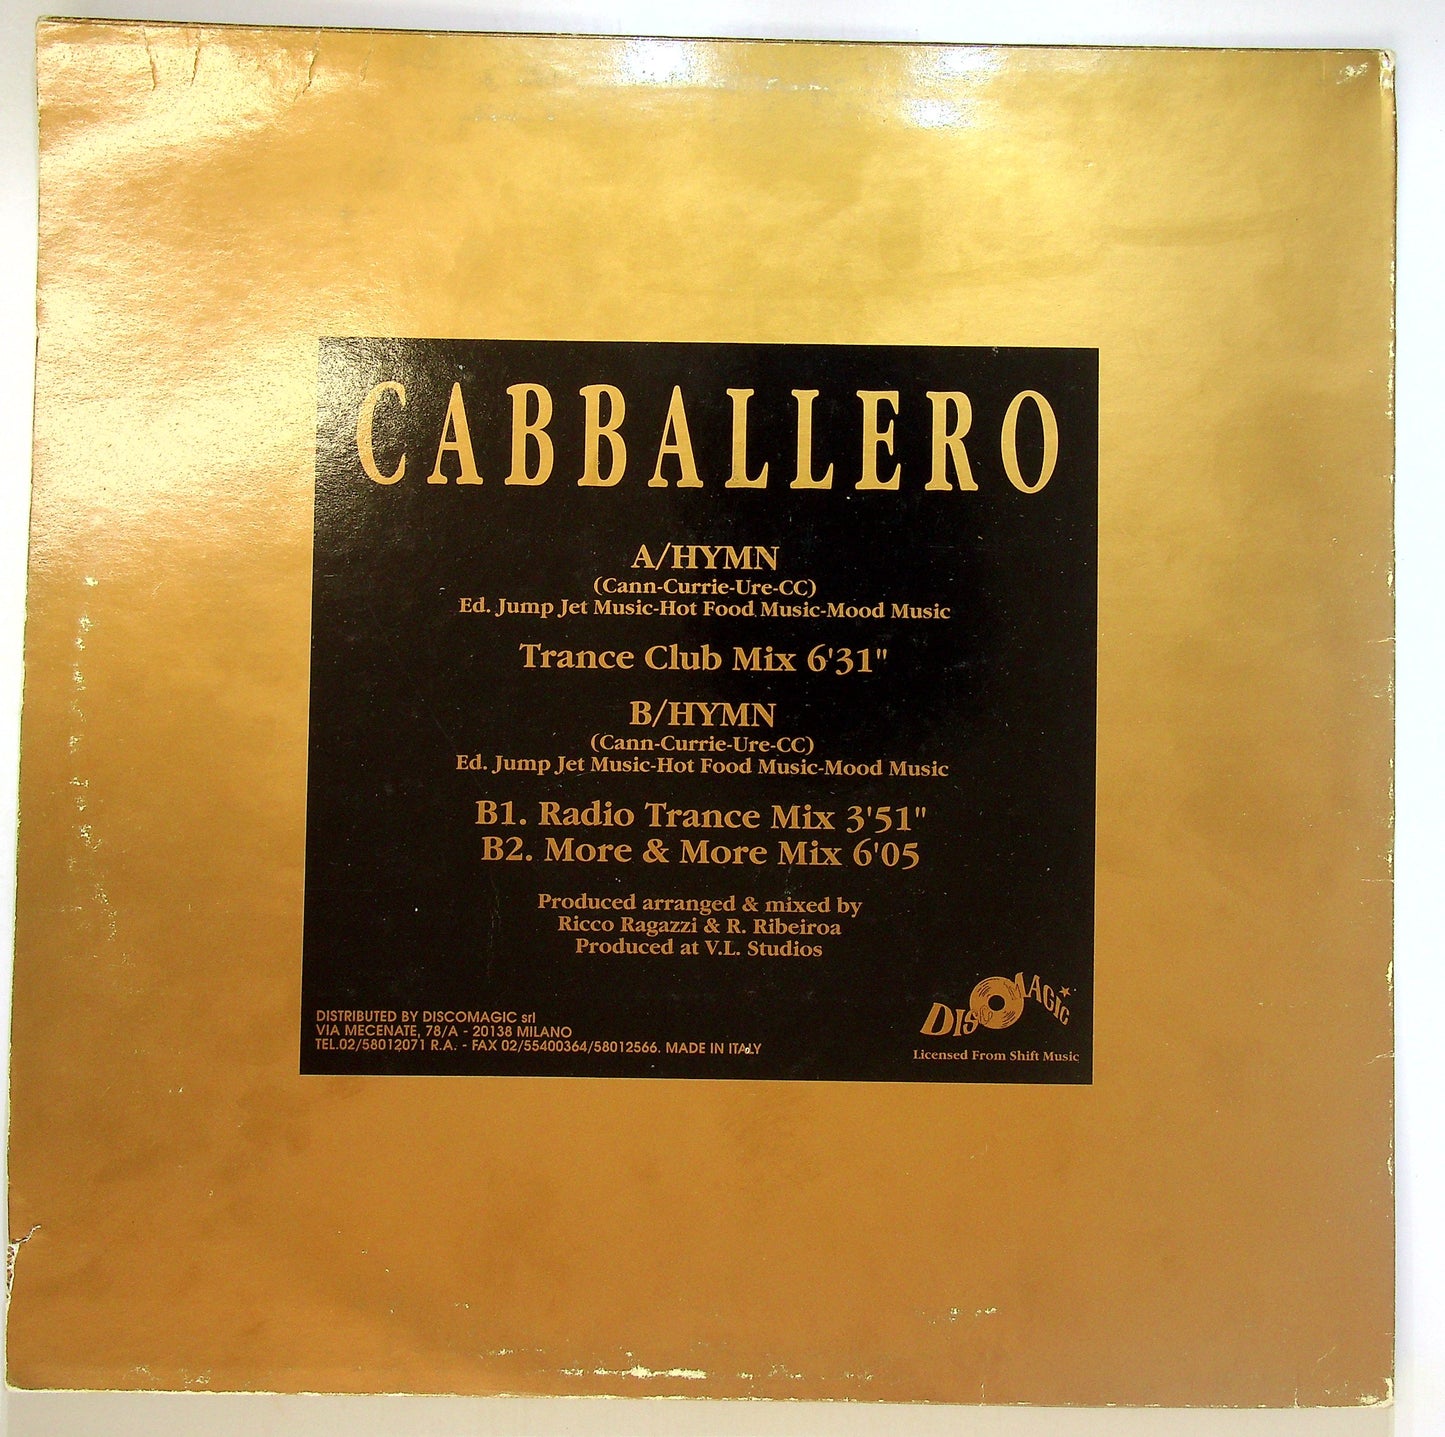 CABBALLERO
A/HYMN
(Cann-Currie-Ure-CC)
Ed. Jump Jet Music-Hot Food Music-Mood Music
Trance Club Mix 6'31"
B/HYMN
(Cann-Currie-Ure-CC)
Ed. Jump Jet Music-Hot Food Music-Mood Music
B1. Radio Trance Mix 3'51"
B2. More & More Mix 6'05
Produced arranged & mixed by
Ricco Ragazzi & R. Ribeiroa
Produced at V.L. Studios
DISTRIBUTED BY DISCOMAGIC srl
VIA MECENATE, 78/A - 20138 MILANO
TEL.02/58012071 R.A. - FAX 02/55400364/58012566. MADE IN ITALY
DISCOMAGIC
Licensed From Shift Music